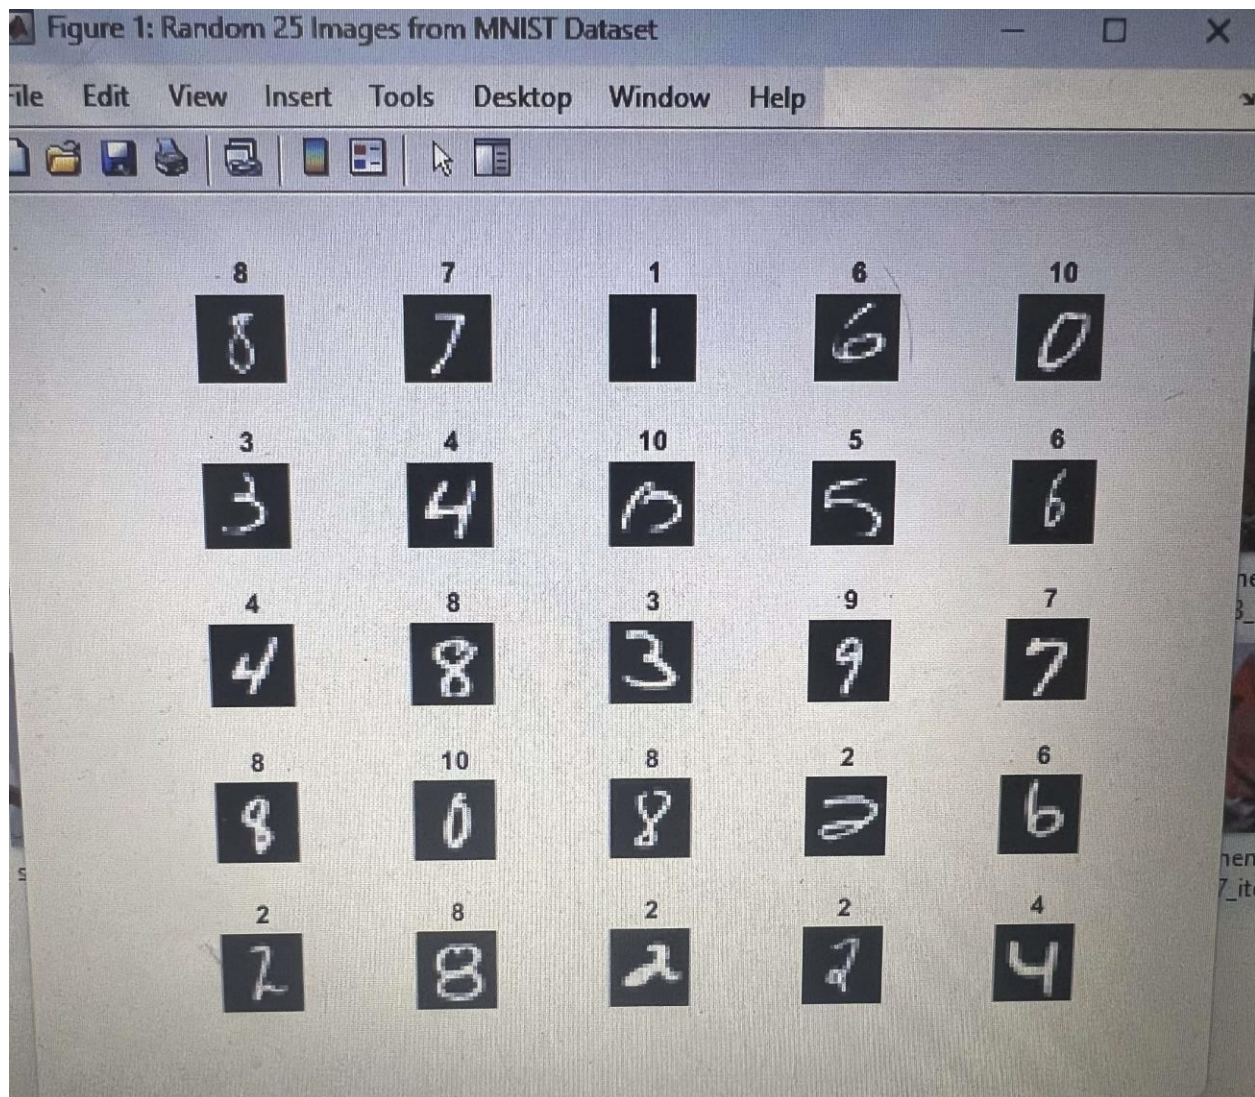 Figure 1: Random 25 Images from MNIST Dataset
File Edit View Insert Tools Desktop Window Help
8 7 1 6 10
8 7 1 6 0
3 4 10 5 6
3 4 0 5 6
4 8 3 9 7
4 8 3 9 7
8 10 8 2 6
8 0 8 2 6
2 8 2 2 4
2 8 2 2 4